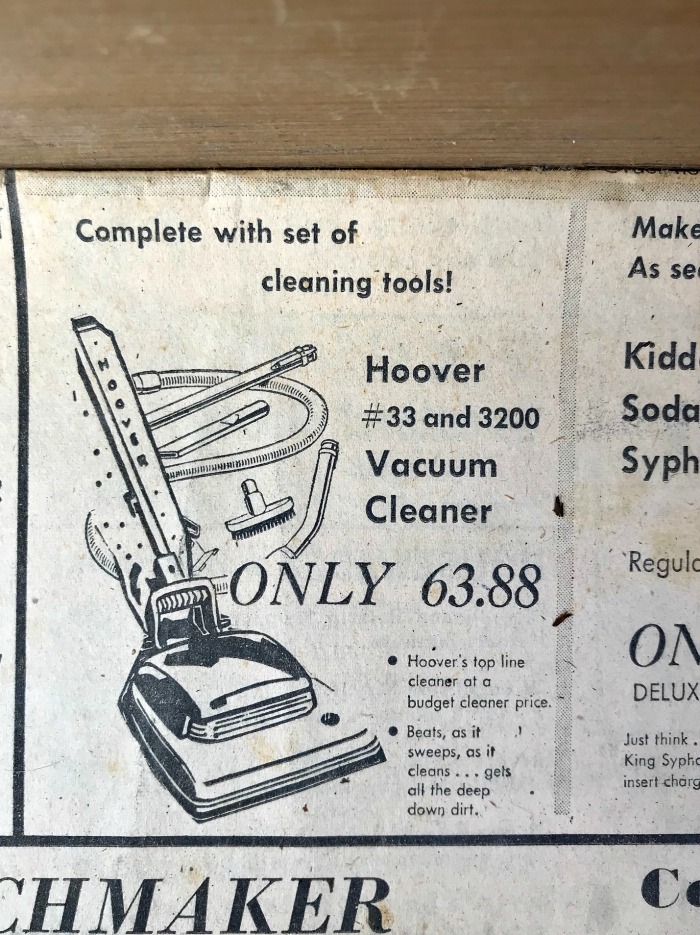 Complete with set of
cleaning tools!
HOOVER
Hoover
#33 and 3200
Vacuum
Cleaner
ONLY 63.88
• Hoover's top line
cleaner at a
budget cleaner price.
• Beats, as it
sweeps, as it
cleans . . . gets
all the deep
down dirt.
Make
As se
Kidd
Soda
Syph
Regula
ON
DELUX
Just think .
King Sypho
insert charg
CHMAKER
Co